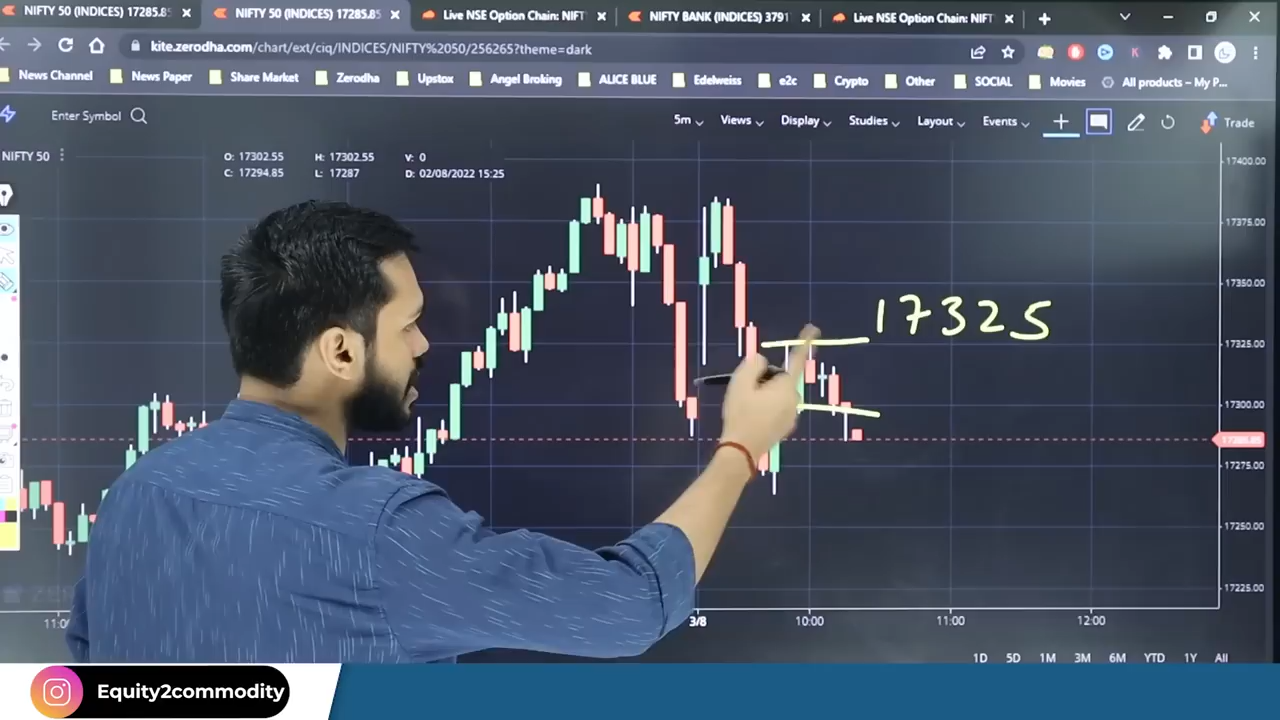 NIFTY 50 (INDICES) 17285.85
NIFTY 50 (INDICES) 17285.85
Live NSE Option Chain: NIFT
NIFTY BANK (INDICES) 3791
Live NSE Option Chain: NIFT
kite.zerodha.com/chart/ext/ciq/INDICES/NIFTY%2050/256265?theme=dark
News Channel
News Paper
Share Market
Zerodha
Upstox
Angel Broking
ALICE BLUE
Edelweiss
e2c
Crypto
Other
SOCIAL
Movies
All products – My P...
Enter Symbol
5m
Views
Display
Studies
Layout
Events
Trade
NIFTY 50
O: 17302.55 H: 17302.55 V: 0
C: 17294.85 L: 17287 D: 02/08/2022 15:25
17400.00
17375.00
17350.00
17325
17325.00
17300.00
17285.85
17275.00
17250.00
17225.00
11:00
3/8
10:00
11:00
12:00
1D 5D 1M 3M 6M YTD 1Y All
Equity2commodity